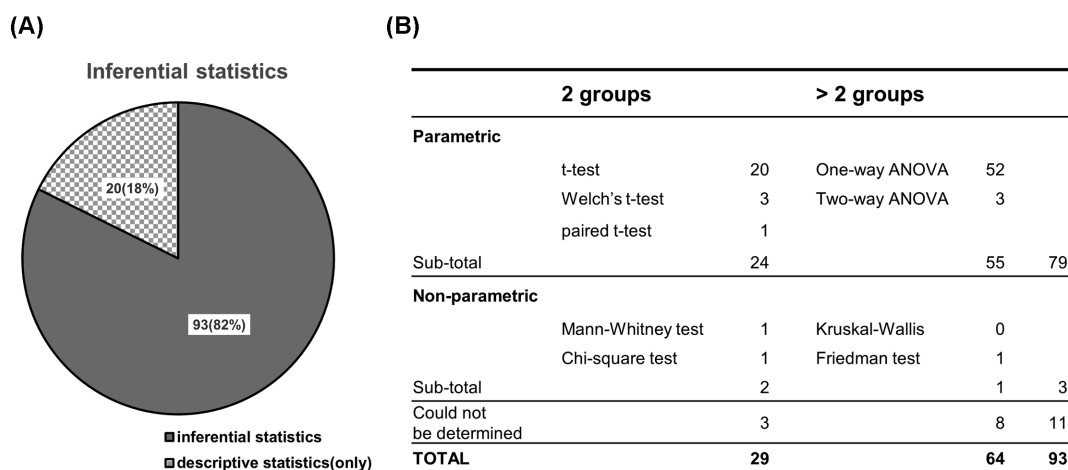 (A)
Inferential statistics
20(18%)
93(82%)
inferential statistics
descriptive statistics(only)
(B)
2 groups > 2 groups
Parametric
t-test 20 One-way ANOVA 52
Welch's t-test 3 Two-way ANOVA 3
paired t-test 1
Sub-total 24 55 79
Non-parametric
Mann-Whitney test 1 Kruskal-Wallis 0
Chi-square test 1 Friedman test 1
Sub-total 2 1 3
Could not
be determined 3 8 11
TOTAL 29 64 93